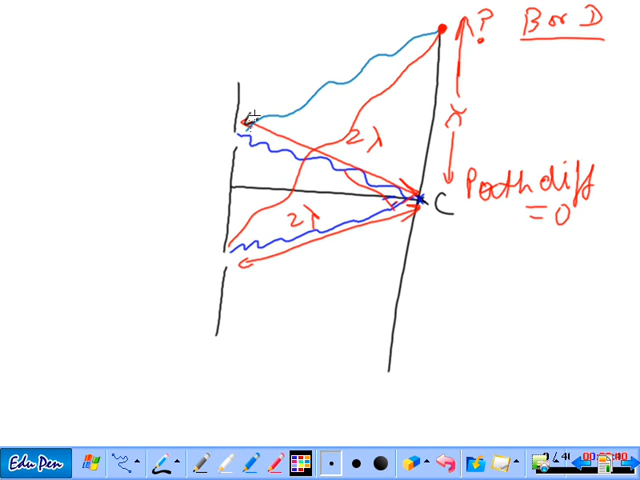 ? B or D
x
2λ
Path diff
= 0
C
2λ
Edu Pen